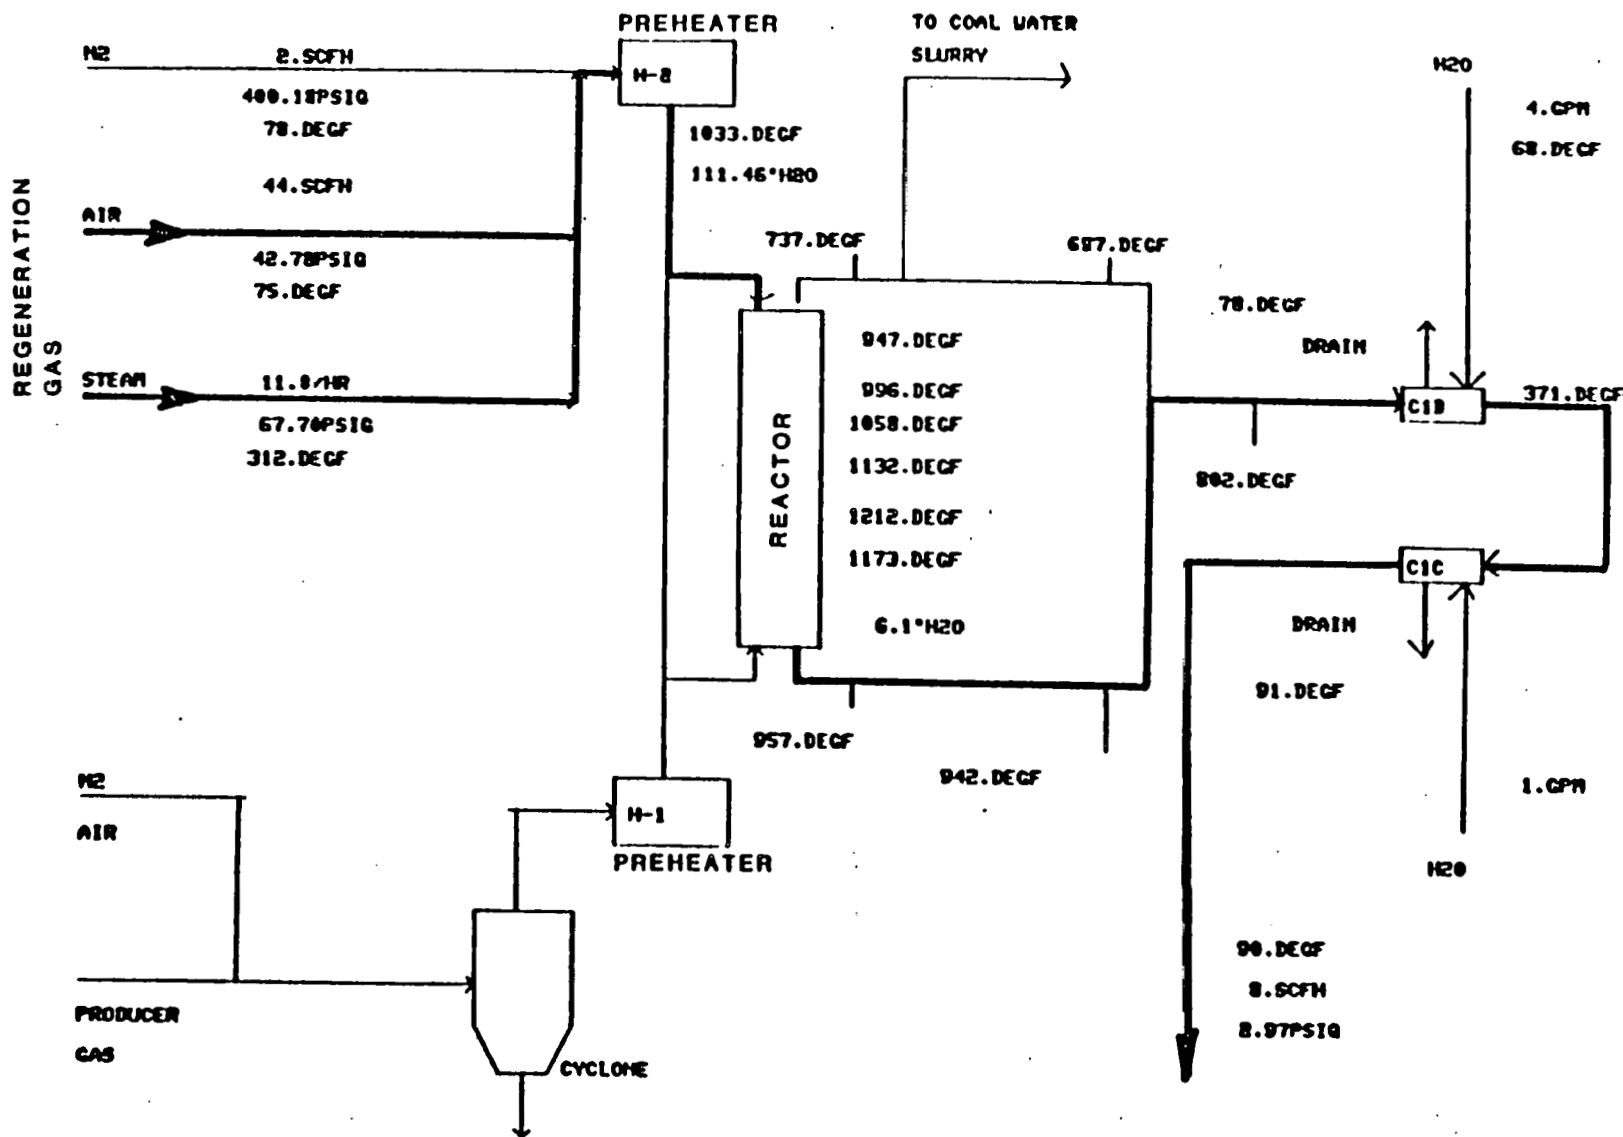 PREHEATER
TO COAL WATER
SLURRY
N2
2.SCFH
H-2
H2O
400.18PSIG
78.DEGF
1033.DEGF
111.46"H2O
4.GPM
68.DEGF
REGENERATION
GAS
44.SCFH
AIR
42.78PSIG
75.DEGF
737.DEGF
697.DEGF
78.DEGF
DRAIN
STEAM
11.#/HR
67.70PSIG
312.DEGF
REACTOR
947.DEGF
996.DEGF
1058.DEGF
1132.DEGF
1212.DEGF
1173.DEGF
6.1"H2O
C1B
371.DEGF
802.DEGF
C1C
DRAIN
91.DEGF
957.DEGF
942.DEGF
N2
AIR
H-1
PREHEATER
1.GPM
H2O
PRODUCER
GAS
CYCLONE
90.DEGF
8.SCFH
2.97PSIG